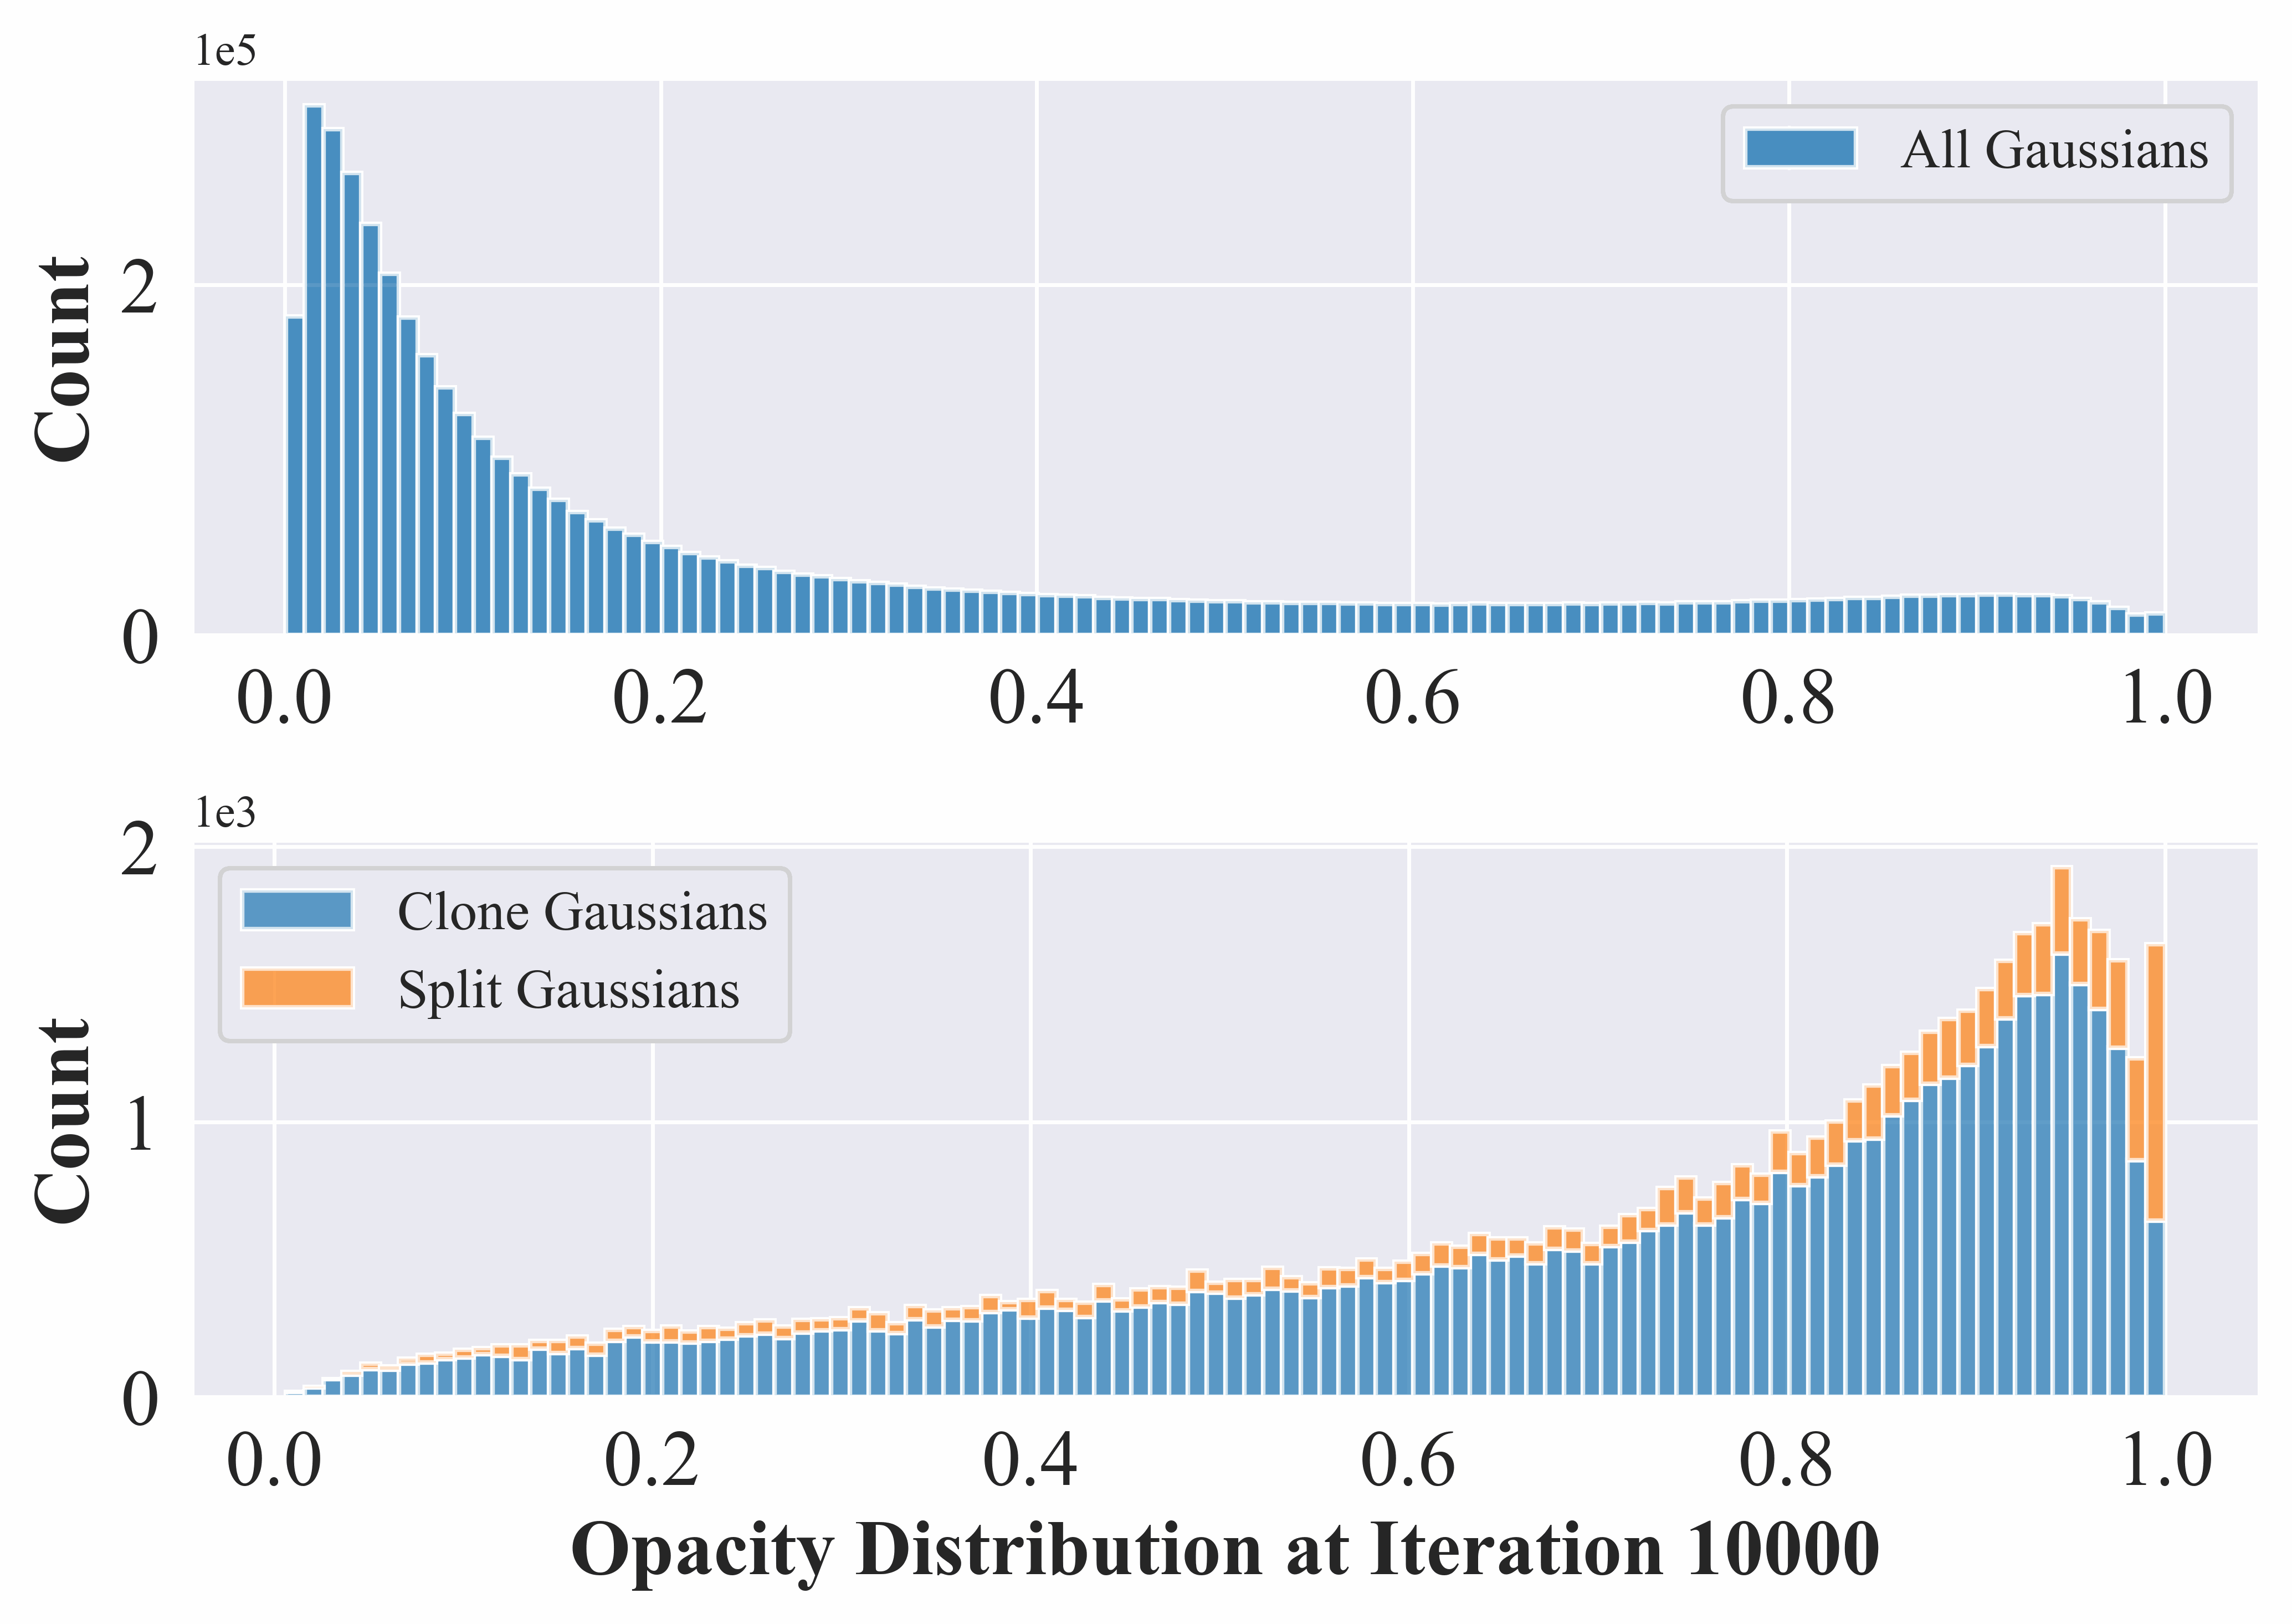 1e5
All Gaussians
Count
2
0
0.0 0.2 0.4 0.6 0.8 1.0
1e3
2
Clone Gaussians
Split Gaussians
Count
1
0
0.0 0.2 0.4 0.6 0.8 1.0
Opacity Distribution at Iteration 10000